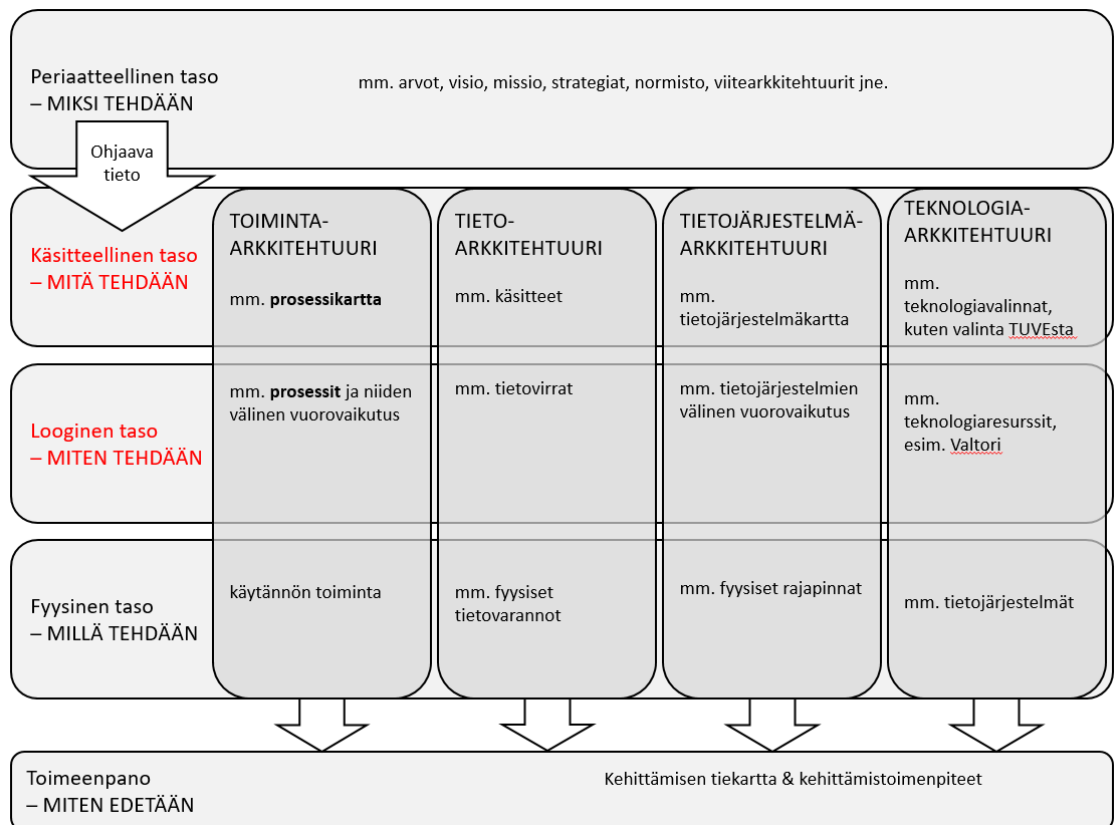 Periaatteellinen taso
– MIKSI TEHDÄÄN
mm. arvot, visio, missio, strategiat, normisto, viitearkkitehtuurit jne.
Ohjaava
tieto
Käsitteellinen taso
– MITÄ TEHDÄÄN
TOIMINTA-
ARKKITEHTUURI
mm. prosessikartta
TIETO-
ARKKITEHTUURI
mm. käsitteet
TIETOJÄRJESTELMÄ-
ARKKITEHTUURI
mm.
tietojärjestelmäkartta
TEKNOLOGIA-
ARKKITEHTUURI
mm.
teknologiavalinnat,
kuten valinta TUVEsta
Looginen taso
– MITEN TEHDÄÄN
mm. prosessit ja niiden
välinen vuorovaikutus
mm. tietovirrat
mm. tietojärjestelmien
välinen vuorovaikutus
mm.
teknologiaresurssit,
esim. Valtori
Fyysinen taso
– MILLÄ TEHDÄÄN
käytännön toiminta
mm. fyysiset
tietovarannot
mm. fyysiset rajapinnat
mm. tietojärjestelmät
Toimeenpano
– MITEN EDETÄÄN
Kehittämisen tiekartta & kehittämistoimenpiteet